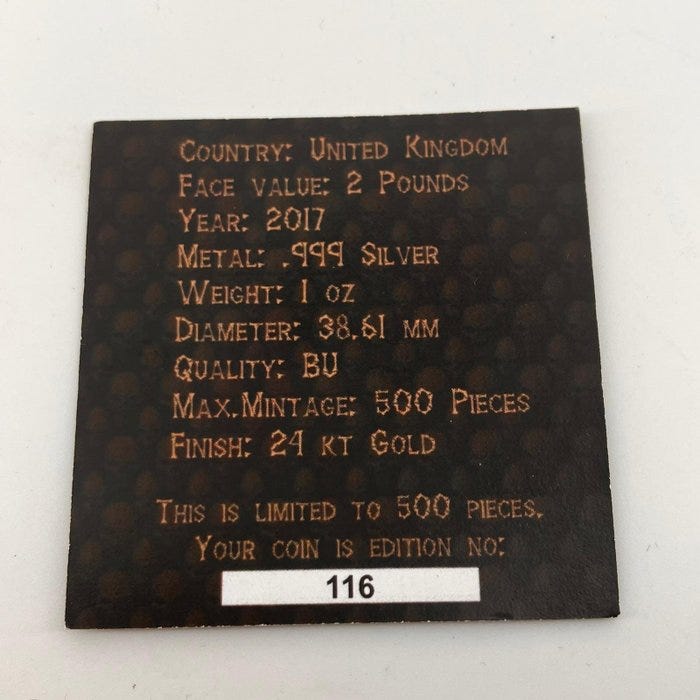 Country: United Kingdom
Face value: 2 Pounds
Year: 2017
Metal: .999 Silver
Weight: 1 oz
Diameter: 38.61 mm
Quality: BU
Max.Mintage: 500 Pieces
Finish: 24 kt Gold
This is limited to 500 pieces.
Your coin is edition no:
116